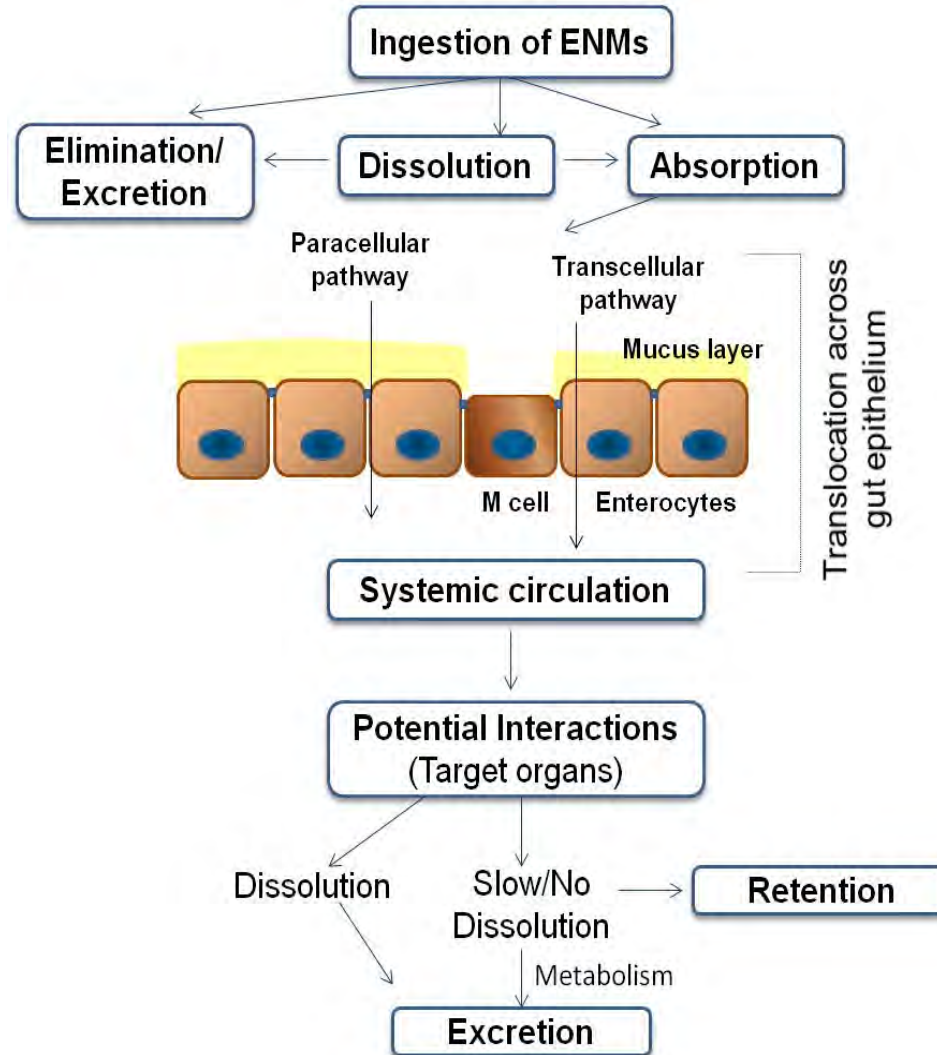 Ingestion of ENMs
Elimination/
Excretion
Dissolution
Absorption
Paracellular
pathway
Transcellular
pathway
Mucus layer
M cell
Enterocytes
Translocation across
gut epithelium
Systemic circulation
Potential Interactions
(Target organs)
Dissolution
Slow/No
Dissolution
Retention
Metabolism
Excretion